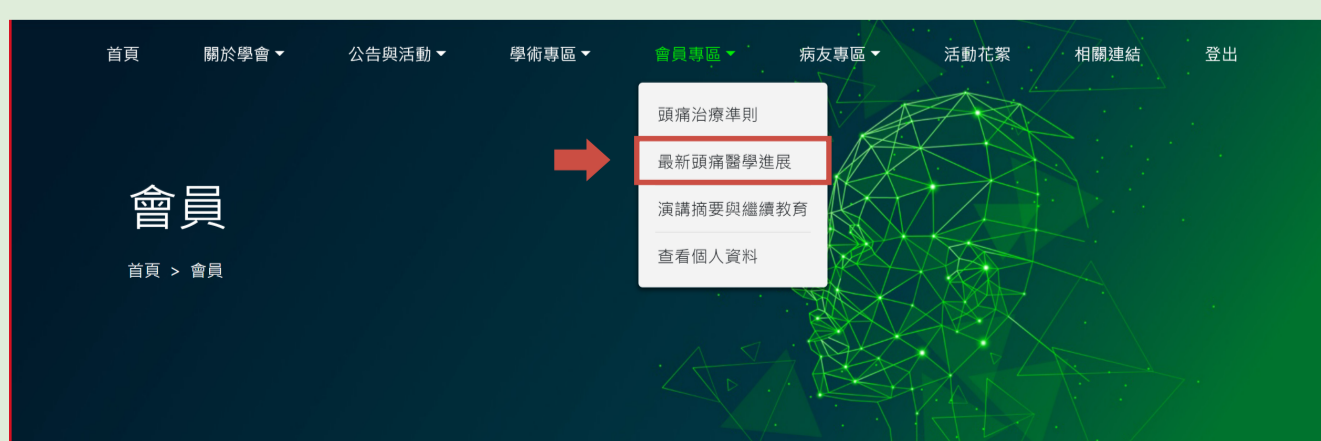 首頁 關於學會 公告與活動 學術專區 會員專區 病友專區 活動花絮 相關連結 登出
頭痛治療準則
最新頭痛醫學進展
演講摘要與繼續教育
查看個人資料
會員
首頁 > 會員